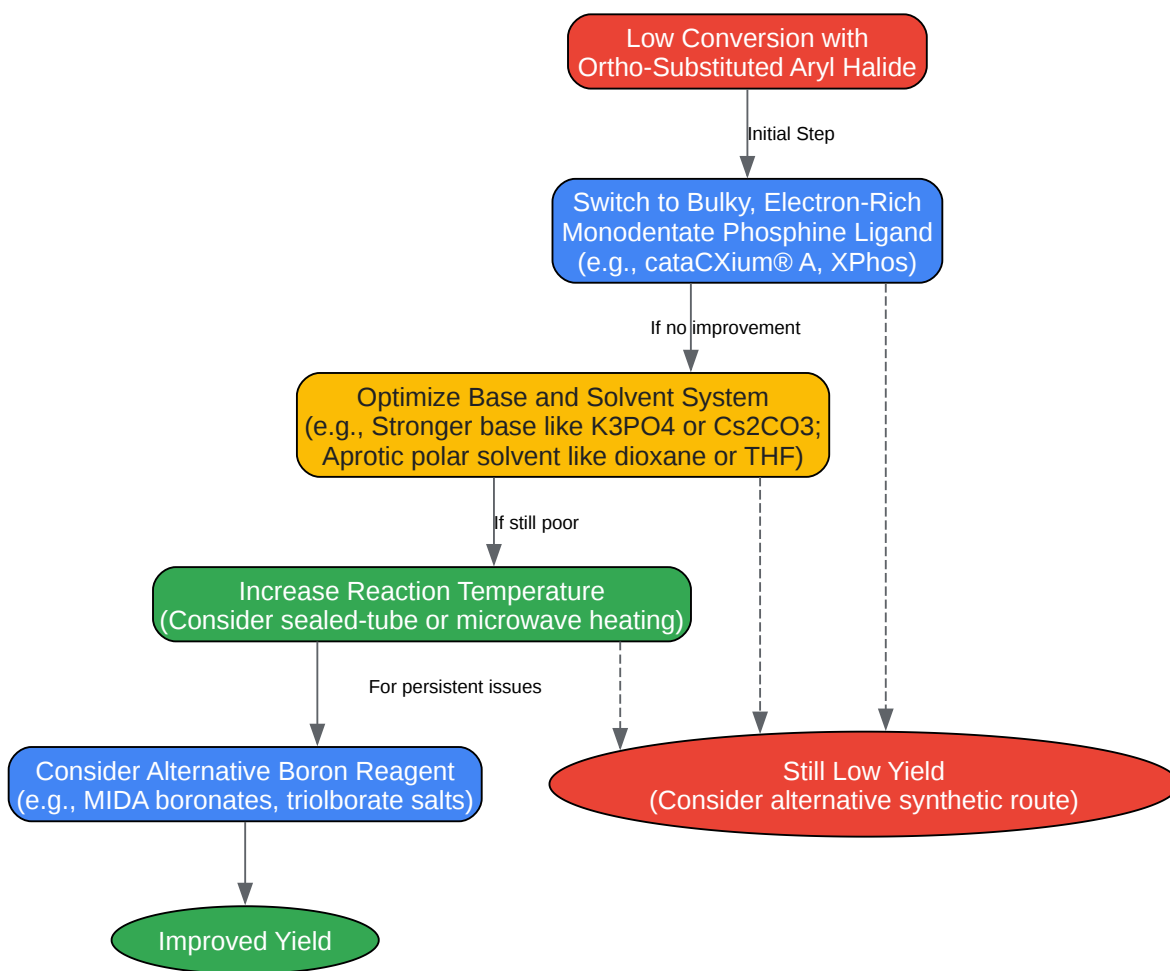 Low Conversion with
Ortho-Substituted Aryl Halide
Initial Step
Switch to Bulky, Electron-Rich
Monodentate Phosphine Ligand
(e.g., cataCXium® A, XPhos)
If no improvement
Optimize Base and Solvent System
(e.g., Stronger base like K3PO4 or Cs2CO3;
Aprotic polar solvent like dioxane or THF)
If still poor
Increase Reaction Temperature
(Consider sealed-tube or microwave heating)
For persistent issues
Consider Alternative Boron Reagent
(e.g., MIDA boronates, triolborate salts)
Still Low Yield
(Consider alternative synthetic route)
Improved Yield